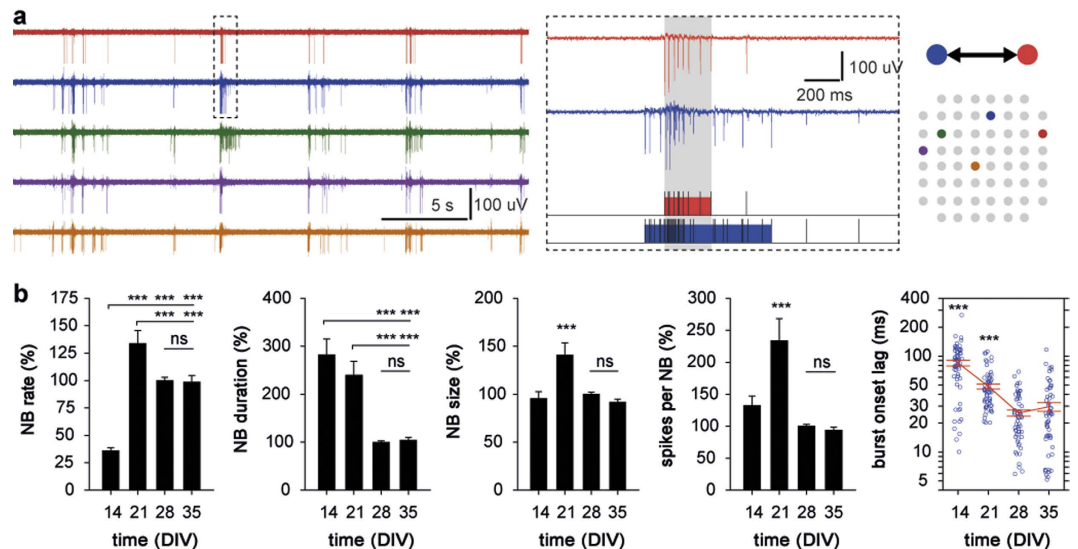 a
100 uV
200 ms
5 s
100 uV
b
NB rate (%)
175
150
125
100
75
50
25
0
*** *** ***
*** ***
ns
14 21 28 35
time (DIV)
NB duration (%)
400
300
200
100
0
*** ***
*** ***
ns
14 21 28 35
time (DIV)
NB size (%)
200
150
100
50
0
***
ns
14 21 28 35
time (DIV)
spikes per NB (%)
300
250
200
150
100
50
0
***
ns
14 21 28 35
time (DIV)
burst onset lag (ms)
400
200
100
50
30
20
10
5
4
***
***
14 21 28 35
time (DIV)